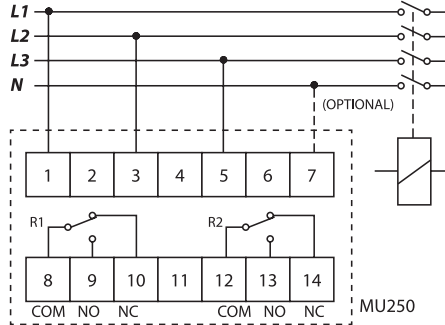 L1
L2
L3
N
(OPTIONAL)
1 2 3 4 5 6 7
R1 R2
8 9 10 11 12 13 14
COM NO NC COM NO NC
MU250